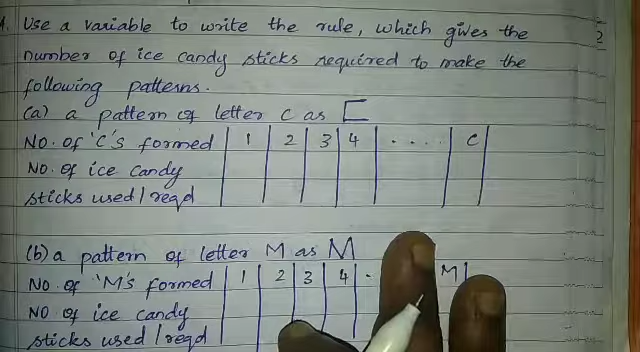 1. Use a variable to write the rule, which gives the
number of ice candy sticks required to make the
following patterns.
(a) a pattern of letter C as C
No. of 'C's formed 1 2 3 4 .... C
No. of ice candy
sticks used / reqd
(b) a pattern of letter M as M
No. of 'M's formed 1 2 3 4 . M
No of ice candy
sticks used / reqd